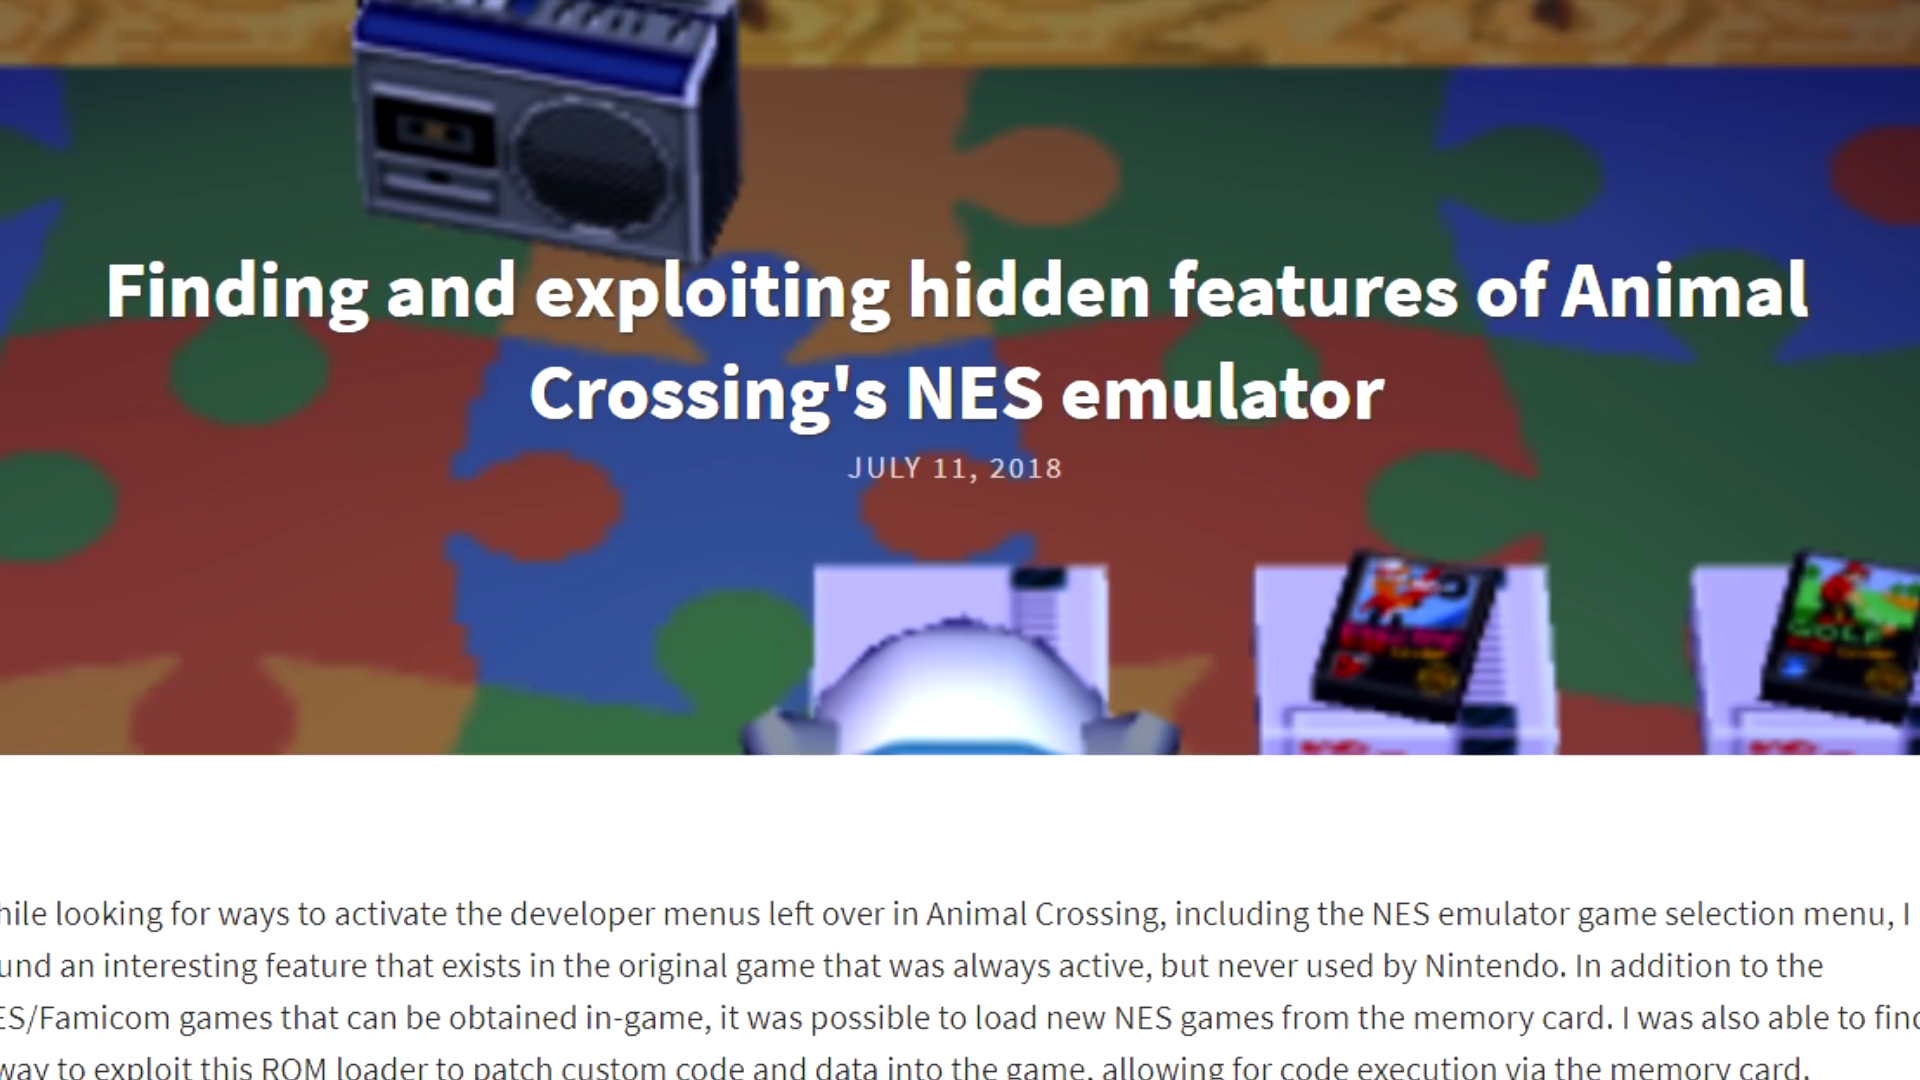 Finding and exploiting hidden features of Animal
Crossing's NES emulator
JULY 11, 2018
GOLF
hile looking for ways to activate the developer menus left over in Animal Crossing, including the NES emulator game selection menu, I
und an interesting feature that exists in the original game that was always active, but never used by Nintendo. In addition to the
ES/Famicom games that can be obtained in-game, it was possible to load new NES games from the memory card. I was also able to find
way to exploit this ROM loader to patch custom code and data into the game, allowing for code execution via the memory card.